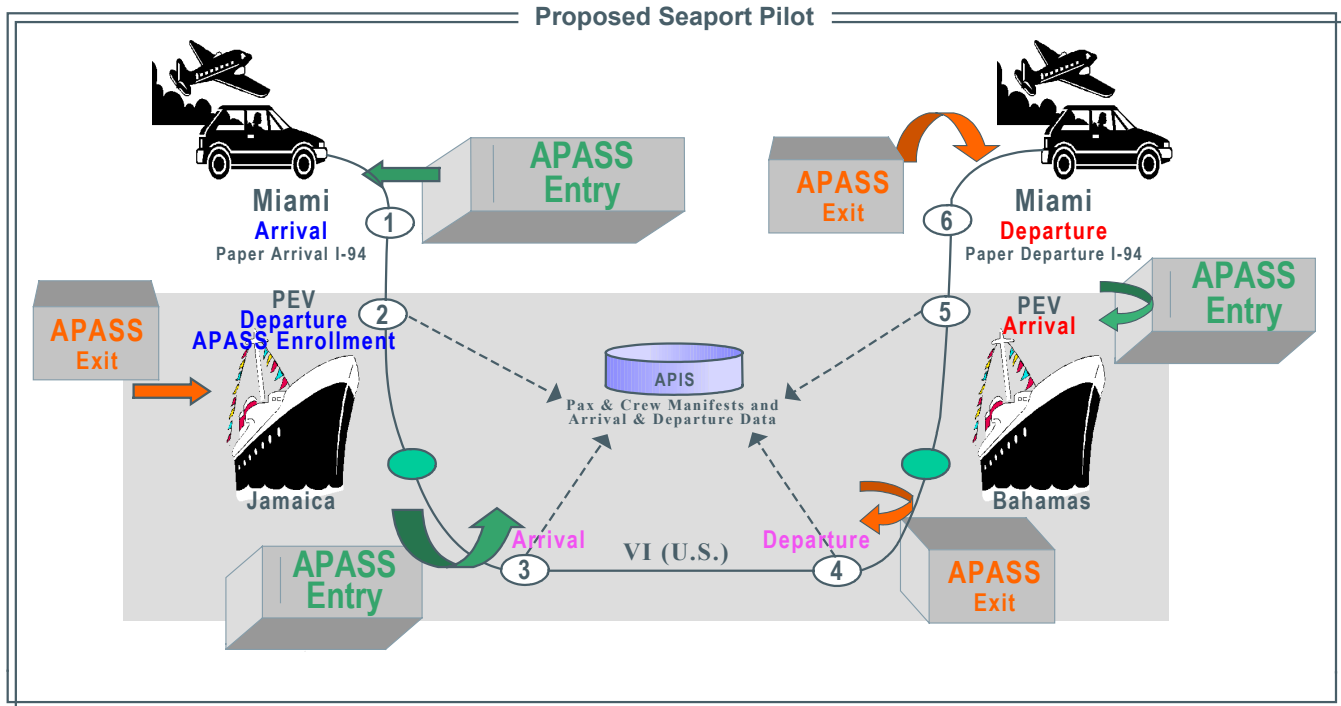 Proposed Seaport Pilot
APASS
Entry
Miami
Arrival
Paper Arrival I-94
1
APASS
Exit
6
Miami
Departure
Paper Departure I-94
APASS
Exit
PEV
Departure
APASS Enrollment
2
Jamaica
APIS
Pax & Crew Manifests and
Arrival & Departure Data
5
PEV
Arrival
APASS
Entry
Bahamas
APASS
Entry
Arrival
3
VI (U.S.)
Departure
4
APASS
Exit